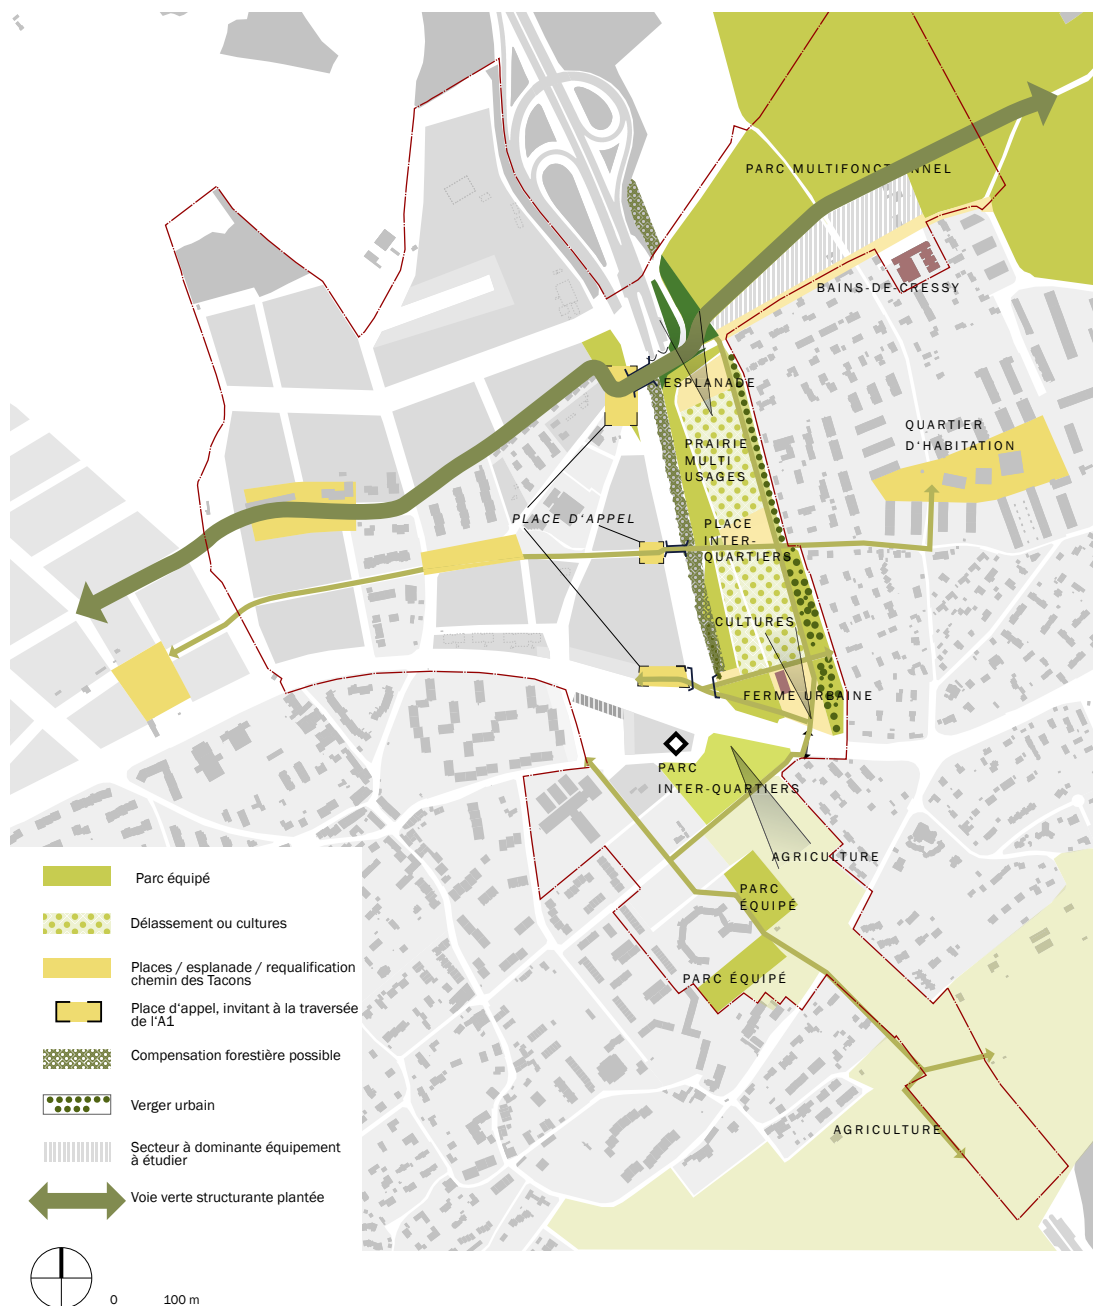 PARC MULTIFONCTIONNEL
BAINS-DE-CRESSY
ESPLANADE
QUARTIER
D'HABITATION
PRAIRIE
MULTI
USAGES
PLACE D'APPEL
PLACE
INTER-
QUARTIERS
CULTURES
FERME URBAINE
PARC
INTER-QUARTIERS
AGRICULTURE
PARC
ÉQUIPÉ
PARC ÉQUIPÉ
AGRICULTURE
Parc équipé
Délassement ou cultures
Places / esplanade / requalification
chemin des Tacons
Place d'appel, invitant à la traversée
de l'A1
Compensation forestière possible
Verger urbain
Secteur à dominante équipement
à étudier
Voie verte structurante plantée
0 100 m